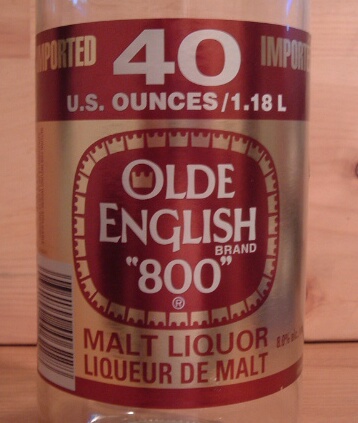 IMPORTED 40 IMPORTED
U.S. OUNCES/1.18 L
OLDE
ENGLISH
BRAND
"800"
®
MALT LIQUOR
LIQUEUR DE MALT